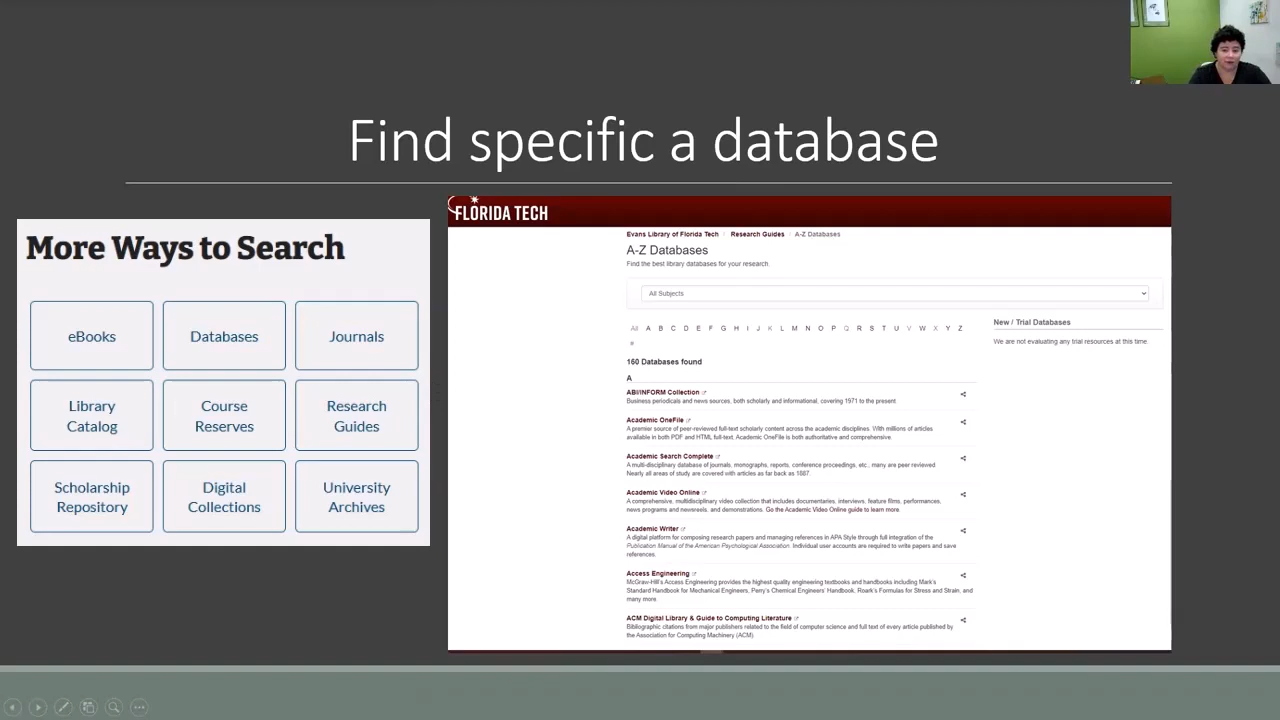 Find specific a database
More Ways to Search
eBooks
Databases
Journals
Library
Catalog
Course
Reserves
Research
Guides
Scholarship
Repository
Digital
Collections
University
Archives
FLORIDA TECH
Evans Library of Florida Tech / Research Guides / A-Z Databases
A-Z Databases
Find the best library databases for your research.
All Subjects
All A B C D E F G H I J K L M N O P Q R S T U V W X Y Z
#
160 Databases found
A
ABI/INFORM Collection
Business periodicals and news sources, both scholarly and informational, covering 1971 to the present
Academic OneFile
A premier source of peer-reviewed full-text scholarly content across the academic disciplines. With millions of articles
available in both PDF and HTML full-text. Academic OneFile is both authoritative and comprehensive.
Academic Search Complete
A multi-disciplinary database of journals, monographs, reports, conference proceedings, etc., many are peer reviewed
Nearly all areas of study are covered with articles as far back as 1887.
Academic Video Online
A comprehensive, multidisciplinary video collection that includes documentaries, interviews, feature films, performances,
news programs and newsreels, and demonstrations. Go the Academic Video Online guide to learn more.
Academic Writer
A digital platform for composing research papers and managing references in APA Style through full integration of the
Publication Manual of the American Psychological Association. Individual user accounts are required to write papers and save
references.
Access Engineering
McGraw-Hill's Access Engineering provides the highest quality engineering textbooks and handbooks including Mark's
Standard Handbook for Mechanical Engineers, Perry's Chemical Engineers' Handbook, Roark's Formulas for Stress and Strain, and
many more.
ACM Digital Library & Guide to Computing Literature
Bibliographic citations from major publishers related to the field of computer science and full text of every article published by
the Association for Computing Machinery (ACM)
New / Trial Databases
We are not evaluating any trial resources at this time.